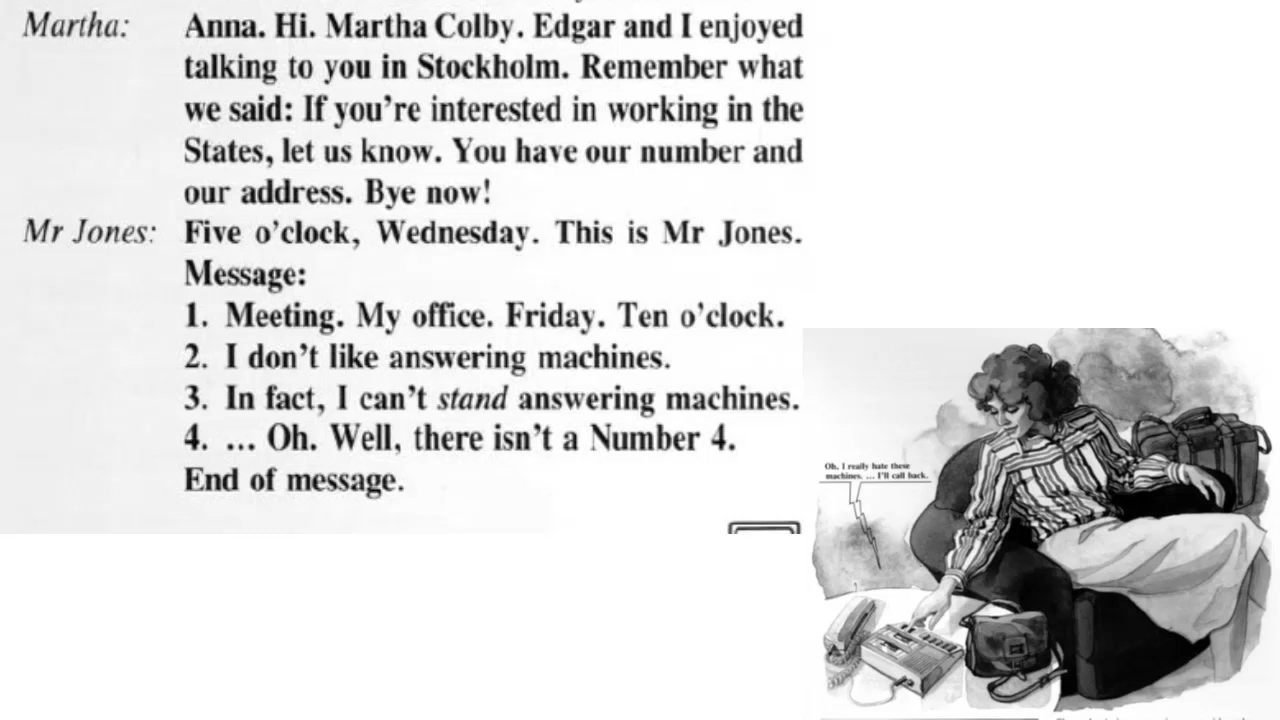 Martha: Anna. Hi. Martha Colby. Edgar and I enjoyed
talking to you in Stockholm. Remember what
we said: If you're interested in working in the
States, let us know. You have our number and
our address. Bye now!
Mr Jones: Five o'clock, Wednesday. This is Mr Jones.
Message:
1. Meeting. My office. Friday. Ten o'clock.
2. I don't like answering machines.
3. In fact, I can't stand answering machines.
4. ... Oh. Well, there isn't a Number 4.
End of message.
Oh, I really hate these
machines. ... I'll call back.